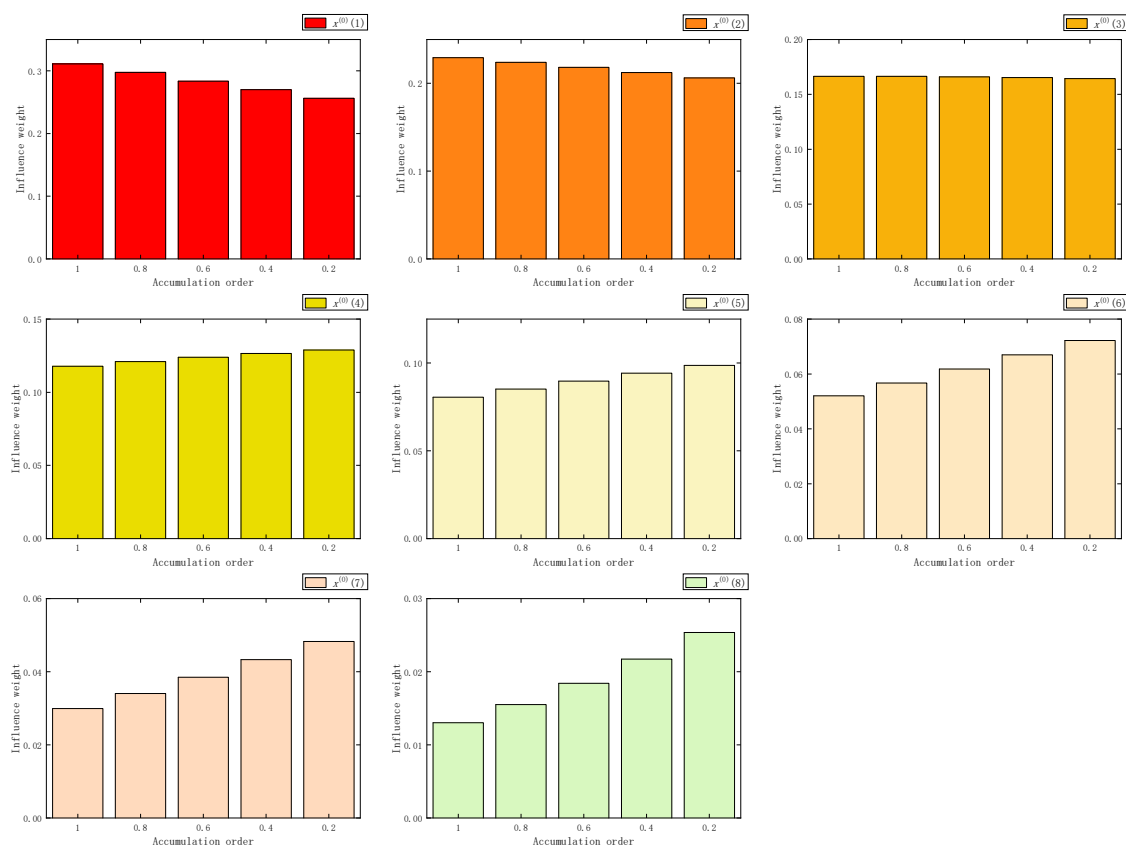 x⁽⁰⁾(1)
Influence weight
0.3
0.2
0.1
0.0
1 0.8 0.6 0.4 0.2
Accumulation order
x⁽⁰⁾(2)
Influence weight
0.2
0.1
0.0
1 0.8 0.6 0.4 0.2
Accumulation order
x⁽⁰⁾(3)
Influence weight
0.20
0.15
0.10
0.05
0.00
1 0.8 0.6 0.4 0.2
Accumulation order
x⁽⁰⁾(4)
Influence weight
0.15
0.10
0.05
0.00
1 0.8 0.6 0.4 0.2
Accumulation order
x⁽⁰⁾(5)
Influence weight
0.10
0.05
0.00
1 0.8 0.6 0.4 0.2
Accumulation order
x⁽⁰⁾(6)
Influence weight
0.08
0.06
0.04
0.02
0.00
1 0.8 0.6 0.4 0.2
Accumulation order
x⁽⁰⁾(7)
Influence weight
0.06
0.04
0.02
0.00
1 0.8 0.6 0.4 0.2
Accumulation order
x⁽⁰⁾(8)
Influence weight
0.03
0.02
0.01
0.00
1 0.8 0.6 0.4 0.2
Accumulation order